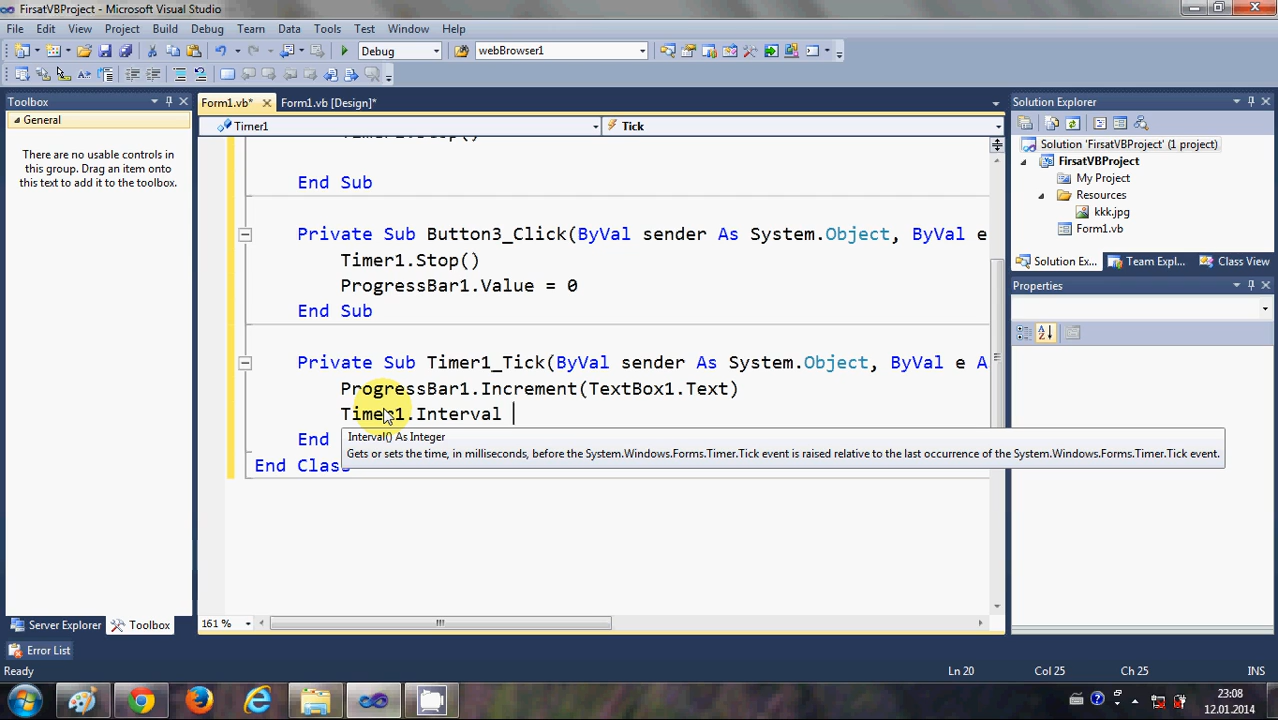 FirsatVBProject - Microsoft Visual Studio
File Edit View Project Build Debug Team Data Tools Test Window Help
Debug webBrowser1
Toolbox
General
There are no usable controls in
this group. Drag an item onto
this text to add it to the toolbox.
Server Explorer Toolbox
Form1.vb* Form1.vb [Design]*
Timer1 Tick
End Sub
Private Sub Button3_Click(ByVal sender As System.Object, ByVal e
Timer1.Stop()
ProgressBar1.Value = 0
End Sub
Private Sub Timer1_Tick(ByVal sender As System.Object, ByVal e A
ProgressBar1.Increment(TextBox1.Text)
Timer1.Interval
End
Interval() As Integer
Gets or sets the time, in milliseconds, before the System.Windows.Forms.Timer.Tick event is raised relative to the last occurrence of the System.Windows.Forms.Timer.Tick event.
End Class
161 %
Solution Explorer
Solution 'FirsatVBProject' (1 project)
FirsatVBProject
My Project
Resources
kkk.jpg
Form1.vb
Solution Ex... Team Expl... Class View
Properties
Error List
Ready Ln 20 Col 25 Ch 25 INS
23:08
12.01.2014